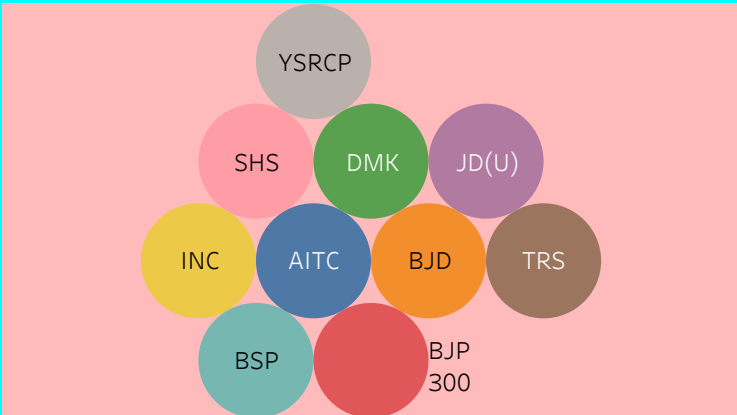 YSRCP
SHS DMK JD(U)
INC AITC BJD TRS
BSP BJP
300